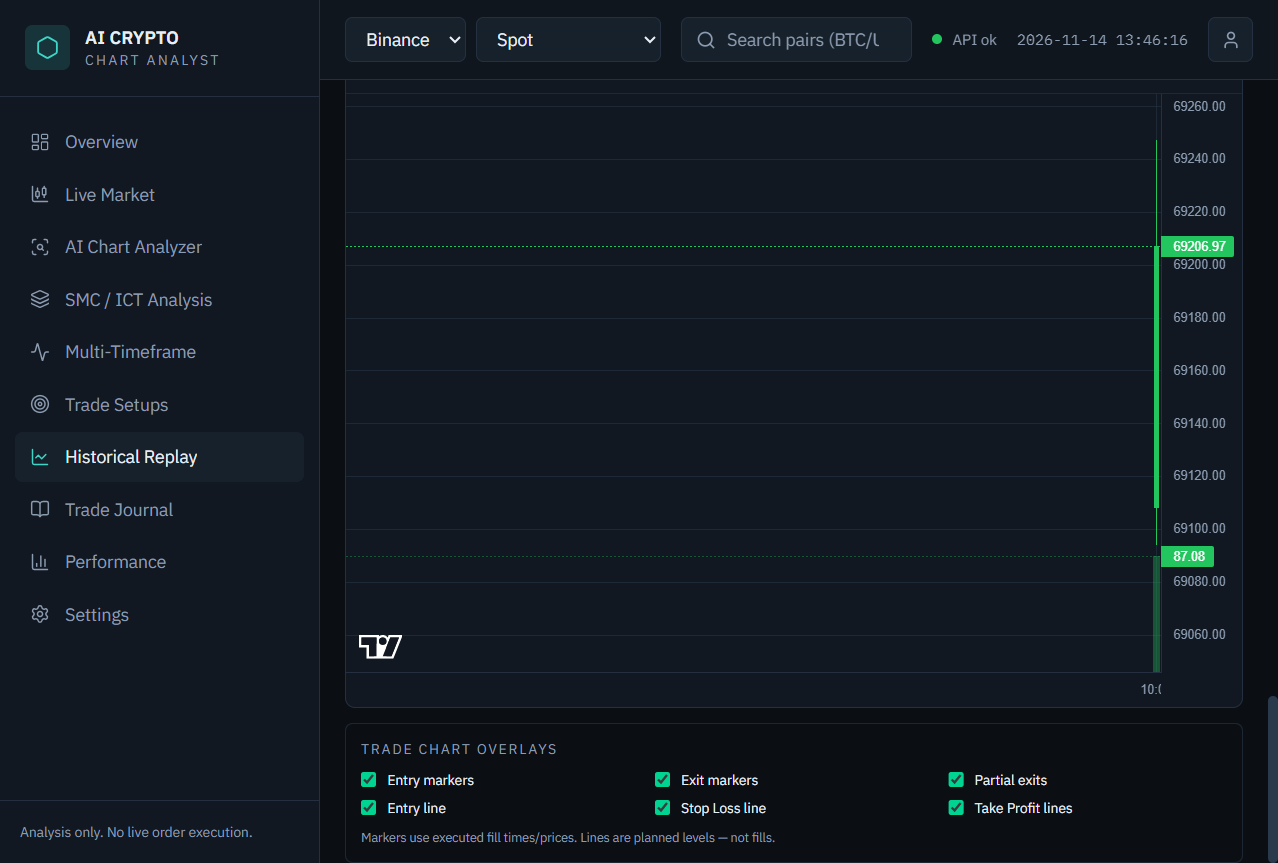 AI CRYPTO
CHART ANALYST
Binance
Spot
Search pairs (BTC/U
API ok
2026-11-14 13:46:16
Overview
Live Market
AI Chart Analyzer
SMC / ICT Analysis
Multi-Timeframe
Trade Setups
Historical Replay
Trade Journal
Performance
Settings
Analysis only. No live order execution.
69260.00
69240.00
69220.00
69206.97
69200.00
69180.00
69160.00
69140.00
69120.00
69100.00
87.08
69080.00
69060.00
10:0
TRADE CHART OVERLAYS
Entry markers
Exit markers
Partial exits
Entry line
Stop Loss line
Take Profit lines
Markers use executed fill times/prices. Lines are planned levels — not fills.